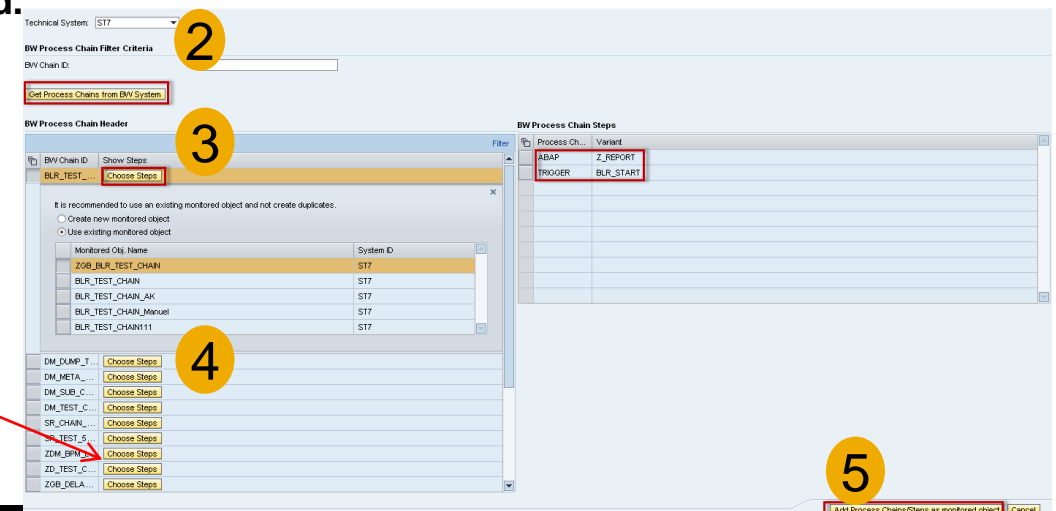 d.
Technical System: ST7
2
BW Process Chain Filter Criteria
BW Chain ID:
Get Process Chains from BW System
BW Process Chain Header
3
BW Process Chain Steps
Filter
Process Ch... Variant
BW Chain ID Show Steps
ABAP Z_REPORT
BLR_TEST_... Choose Steps
TRIGGER BLR_START
It is recommended to use an existing monitored object and not create duplicates.
Create new monitored object
Use existing monitored object
Monitored Obj. Name System ID
ZGB_BLR_TEST_CHAIN ST7
BLR_TEST_CHAIN ST7
BLR_TEST_CHAIN_AK ST7
BLR_TEST_CHAIN_Manuel ST7
BLR_TEST_CHAIN111 ST7
4
DM_DUMP_T... Choose Steps
DM_META_... Choose Steps
DM_SUB_C... Choose Steps
DM_TEST_C... Choose Steps
SR_CHAIN_... Choose Steps
SR_TEST_5... Choose Steps
Choose Steps
ZD_TEST_C... Choose Steps
ZGB_DELA... Choose Steps
5
Add Process Chains/Steps as monitored object Cancel